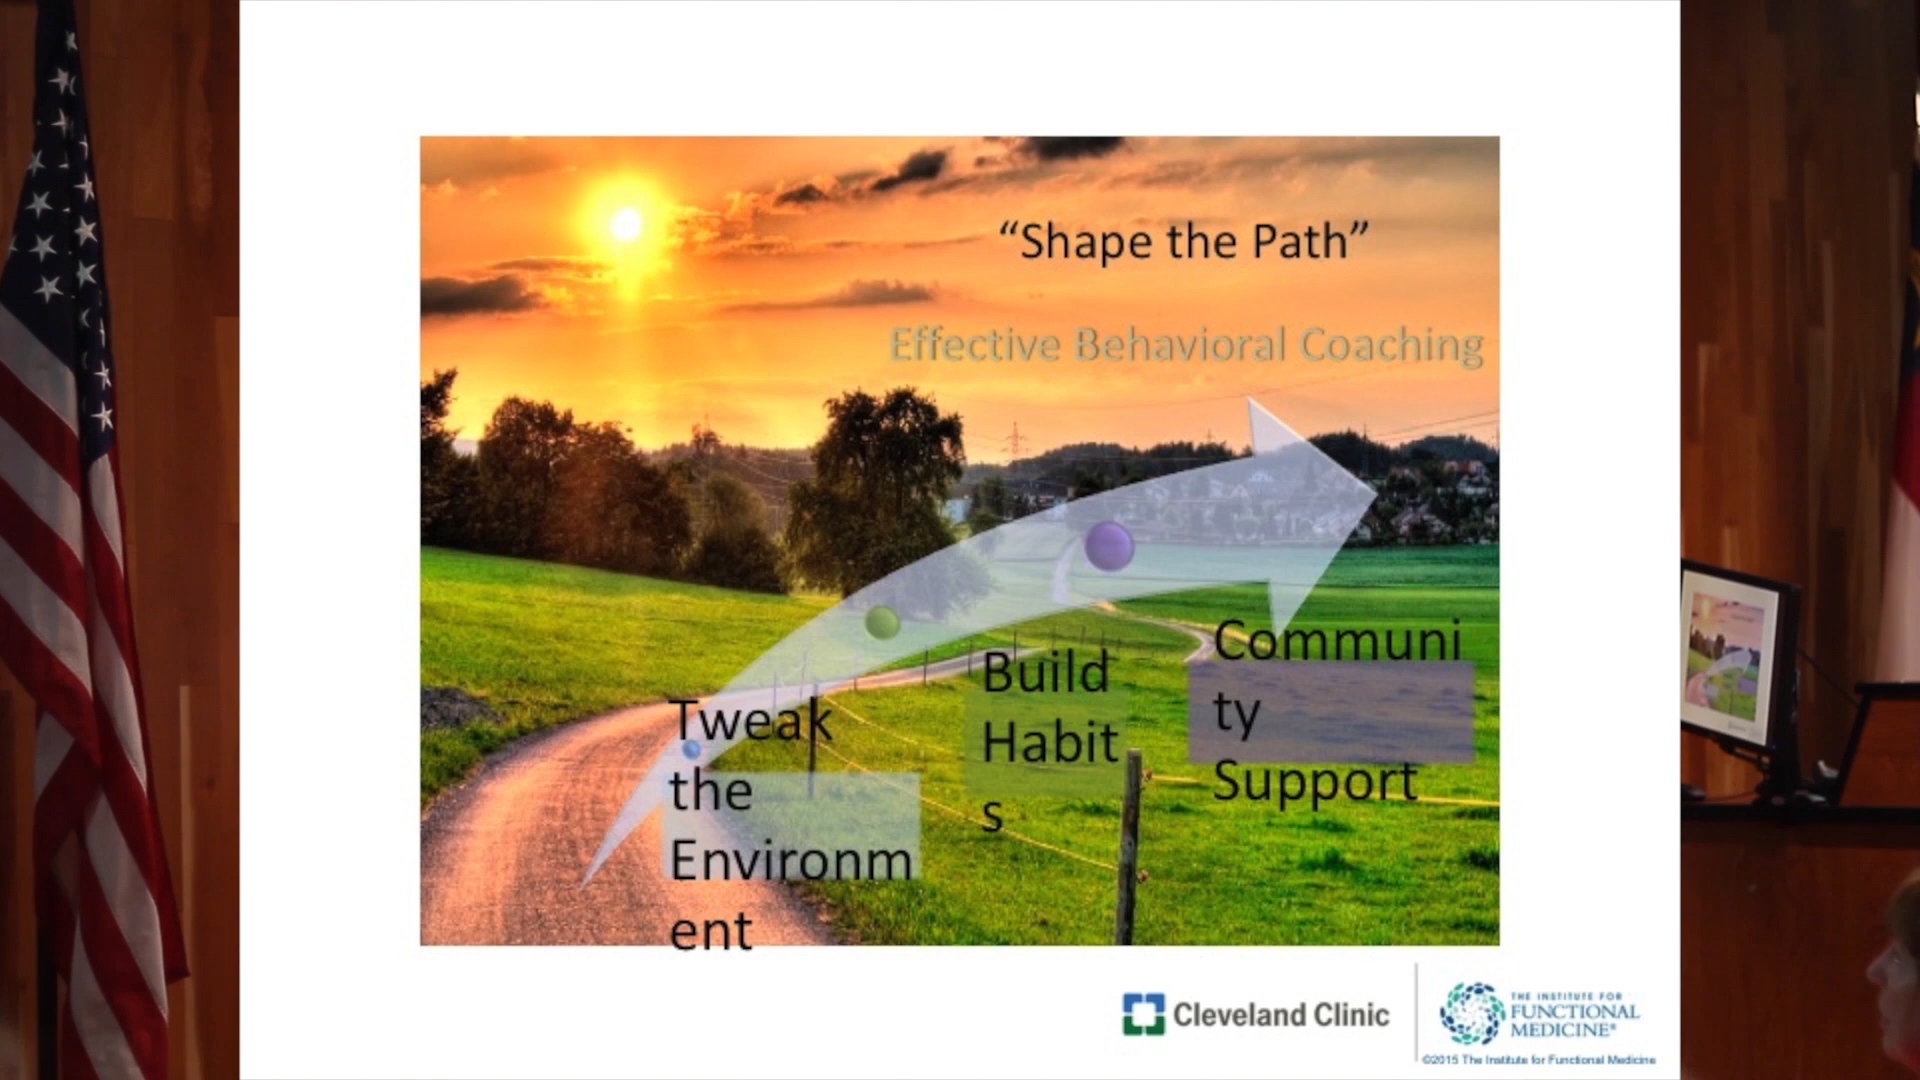 “Shape the Path”
Effective Behavioral Coaching
Tweak
the
Environm
ent
Build
Habit
s
Communi
ty
Support
Cleveland Clinic
THE INSTITUTE FOR
FUNCTIONAL
MEDICINE®
©2015 The Institute for Functional Medicine